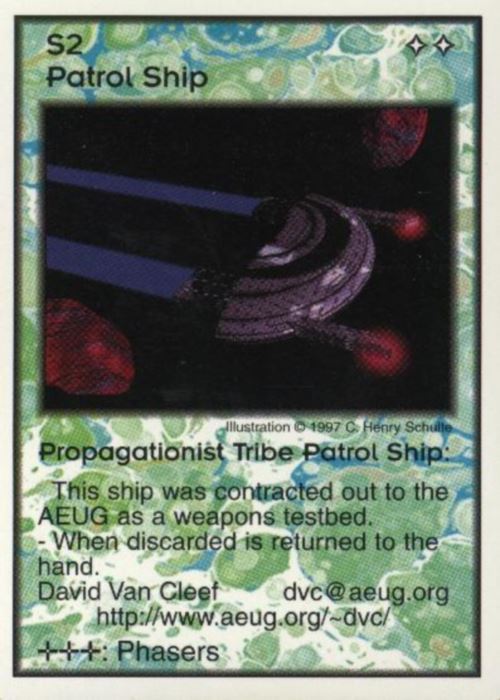 S2
Patrol Ship
Illustration © 1997 C. Henry Schulte
Propagationist Tribe Patrol Ship:
This ship was contracted out to the
AEUG as a weapons testbed.
- When discarded is returned to the
hand.
David Van Cleef dvc@aeug.org
http://www.aeug.org/~dvc/
✢✢✢: Phasers